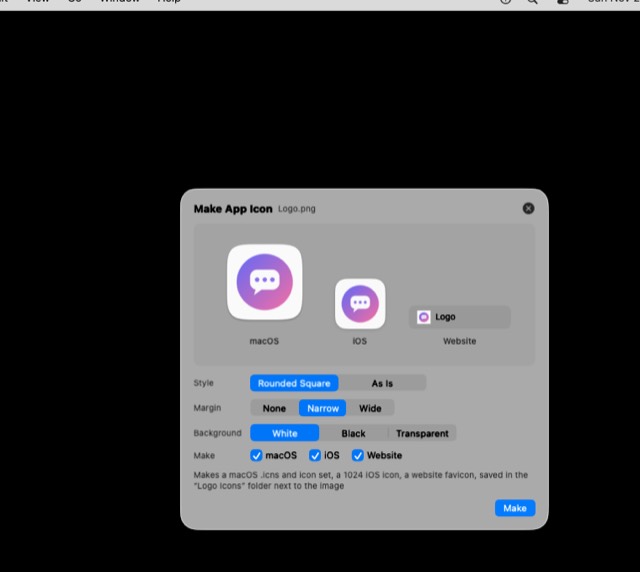 View Go Window Help
Make App Icon Logo.png
Logo
macOS iOS Website
Style Rounded Square As Is
Margin None Narrow Wide
Background White Black Transparent
Make macOS iOS Website
Makes a macOS .icns and icon set, a 1024 iOS icon, a website favicon, saved in the
"Logo Icons" folder next to the image
Make